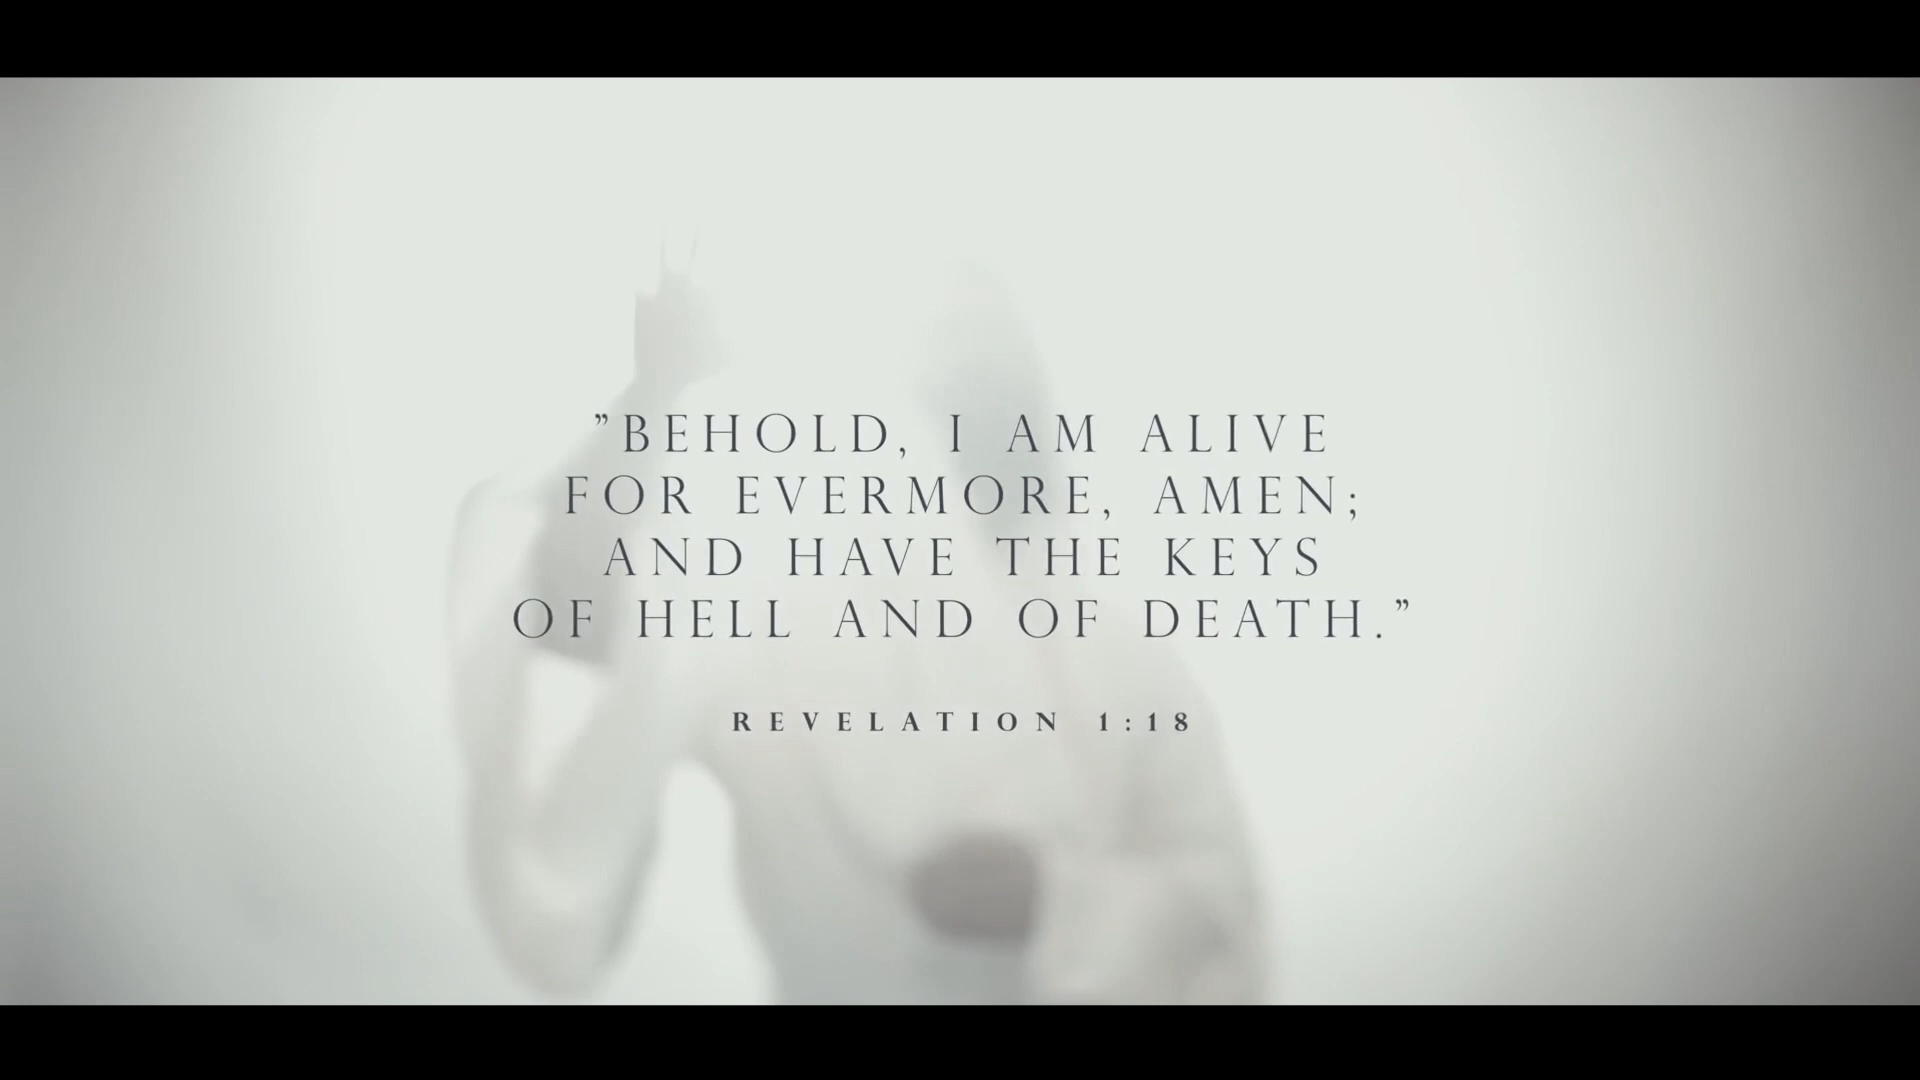 ”BEHOLD, I AM ALIVE
FOR EVERMORE, AMEN;
AND HAVE THE KEYS
OF HELL AND OF DEATH.”
REVELATION 1:18